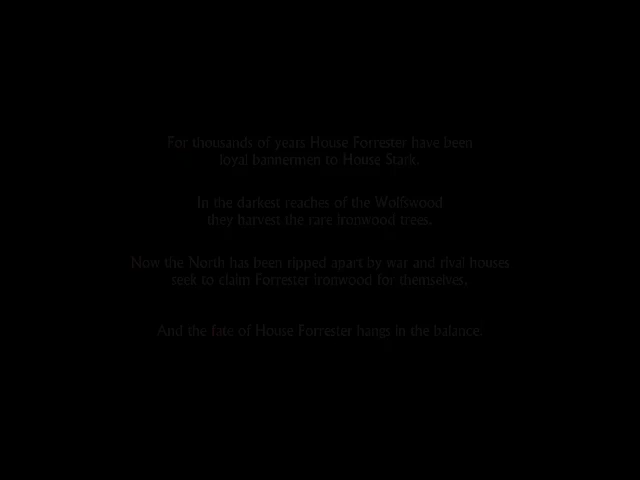 For thousands of years House Forrester have been
loyal bannermen to House Stark.
In the darkest reaches of the Wolfswood
they harvest the rare ironwood trees.
Now the North has been ripped apart by war and rival houses
seek to claim Forrester ironwood for themselves.
And the fate of House Forrester hangs in the balance.